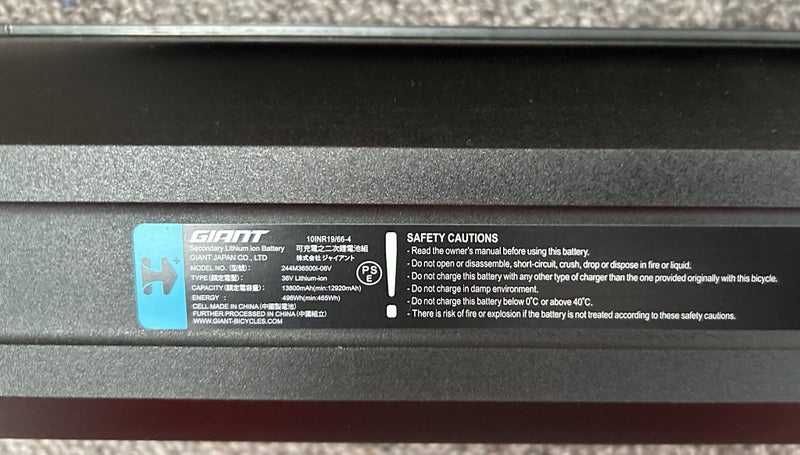 GIANT
10INR19/66-4
Secondary Lithium ion Battery 可充電之二次鋰電池組
GIANT JAPAN CO., LTD 株式会社 ジャイアント
MODEL NO. (型號): 244M36500I-06V
TYPE (額定電壓): 36V Lithium-ion
CAPACITY (額定電容量): 13800mAh(min:12920mAh)
ENERGY : 496Wh(min:465Wh)
CELL MADE IN CHINA (中國製電池)
FURTHER PROCESSED IN CHINA (中國組立)
WWW.GIANT-BICYCLES.COM
PS
E
SAFETY CAUTIONS
- Read the owner's manual before using this battery.
- Do not open or disassemble, short-circuit, crush, drop or dispose in fire or liquid.
- Do not charge this battery with any other type of charger than the one provided originally with this bicycle.
- Do not charge in damp environment.
- Do not charge this battery below 0°C or above 40°C.
- There is risk of fire or explosion if the battery is not treated according to these safety cautions.